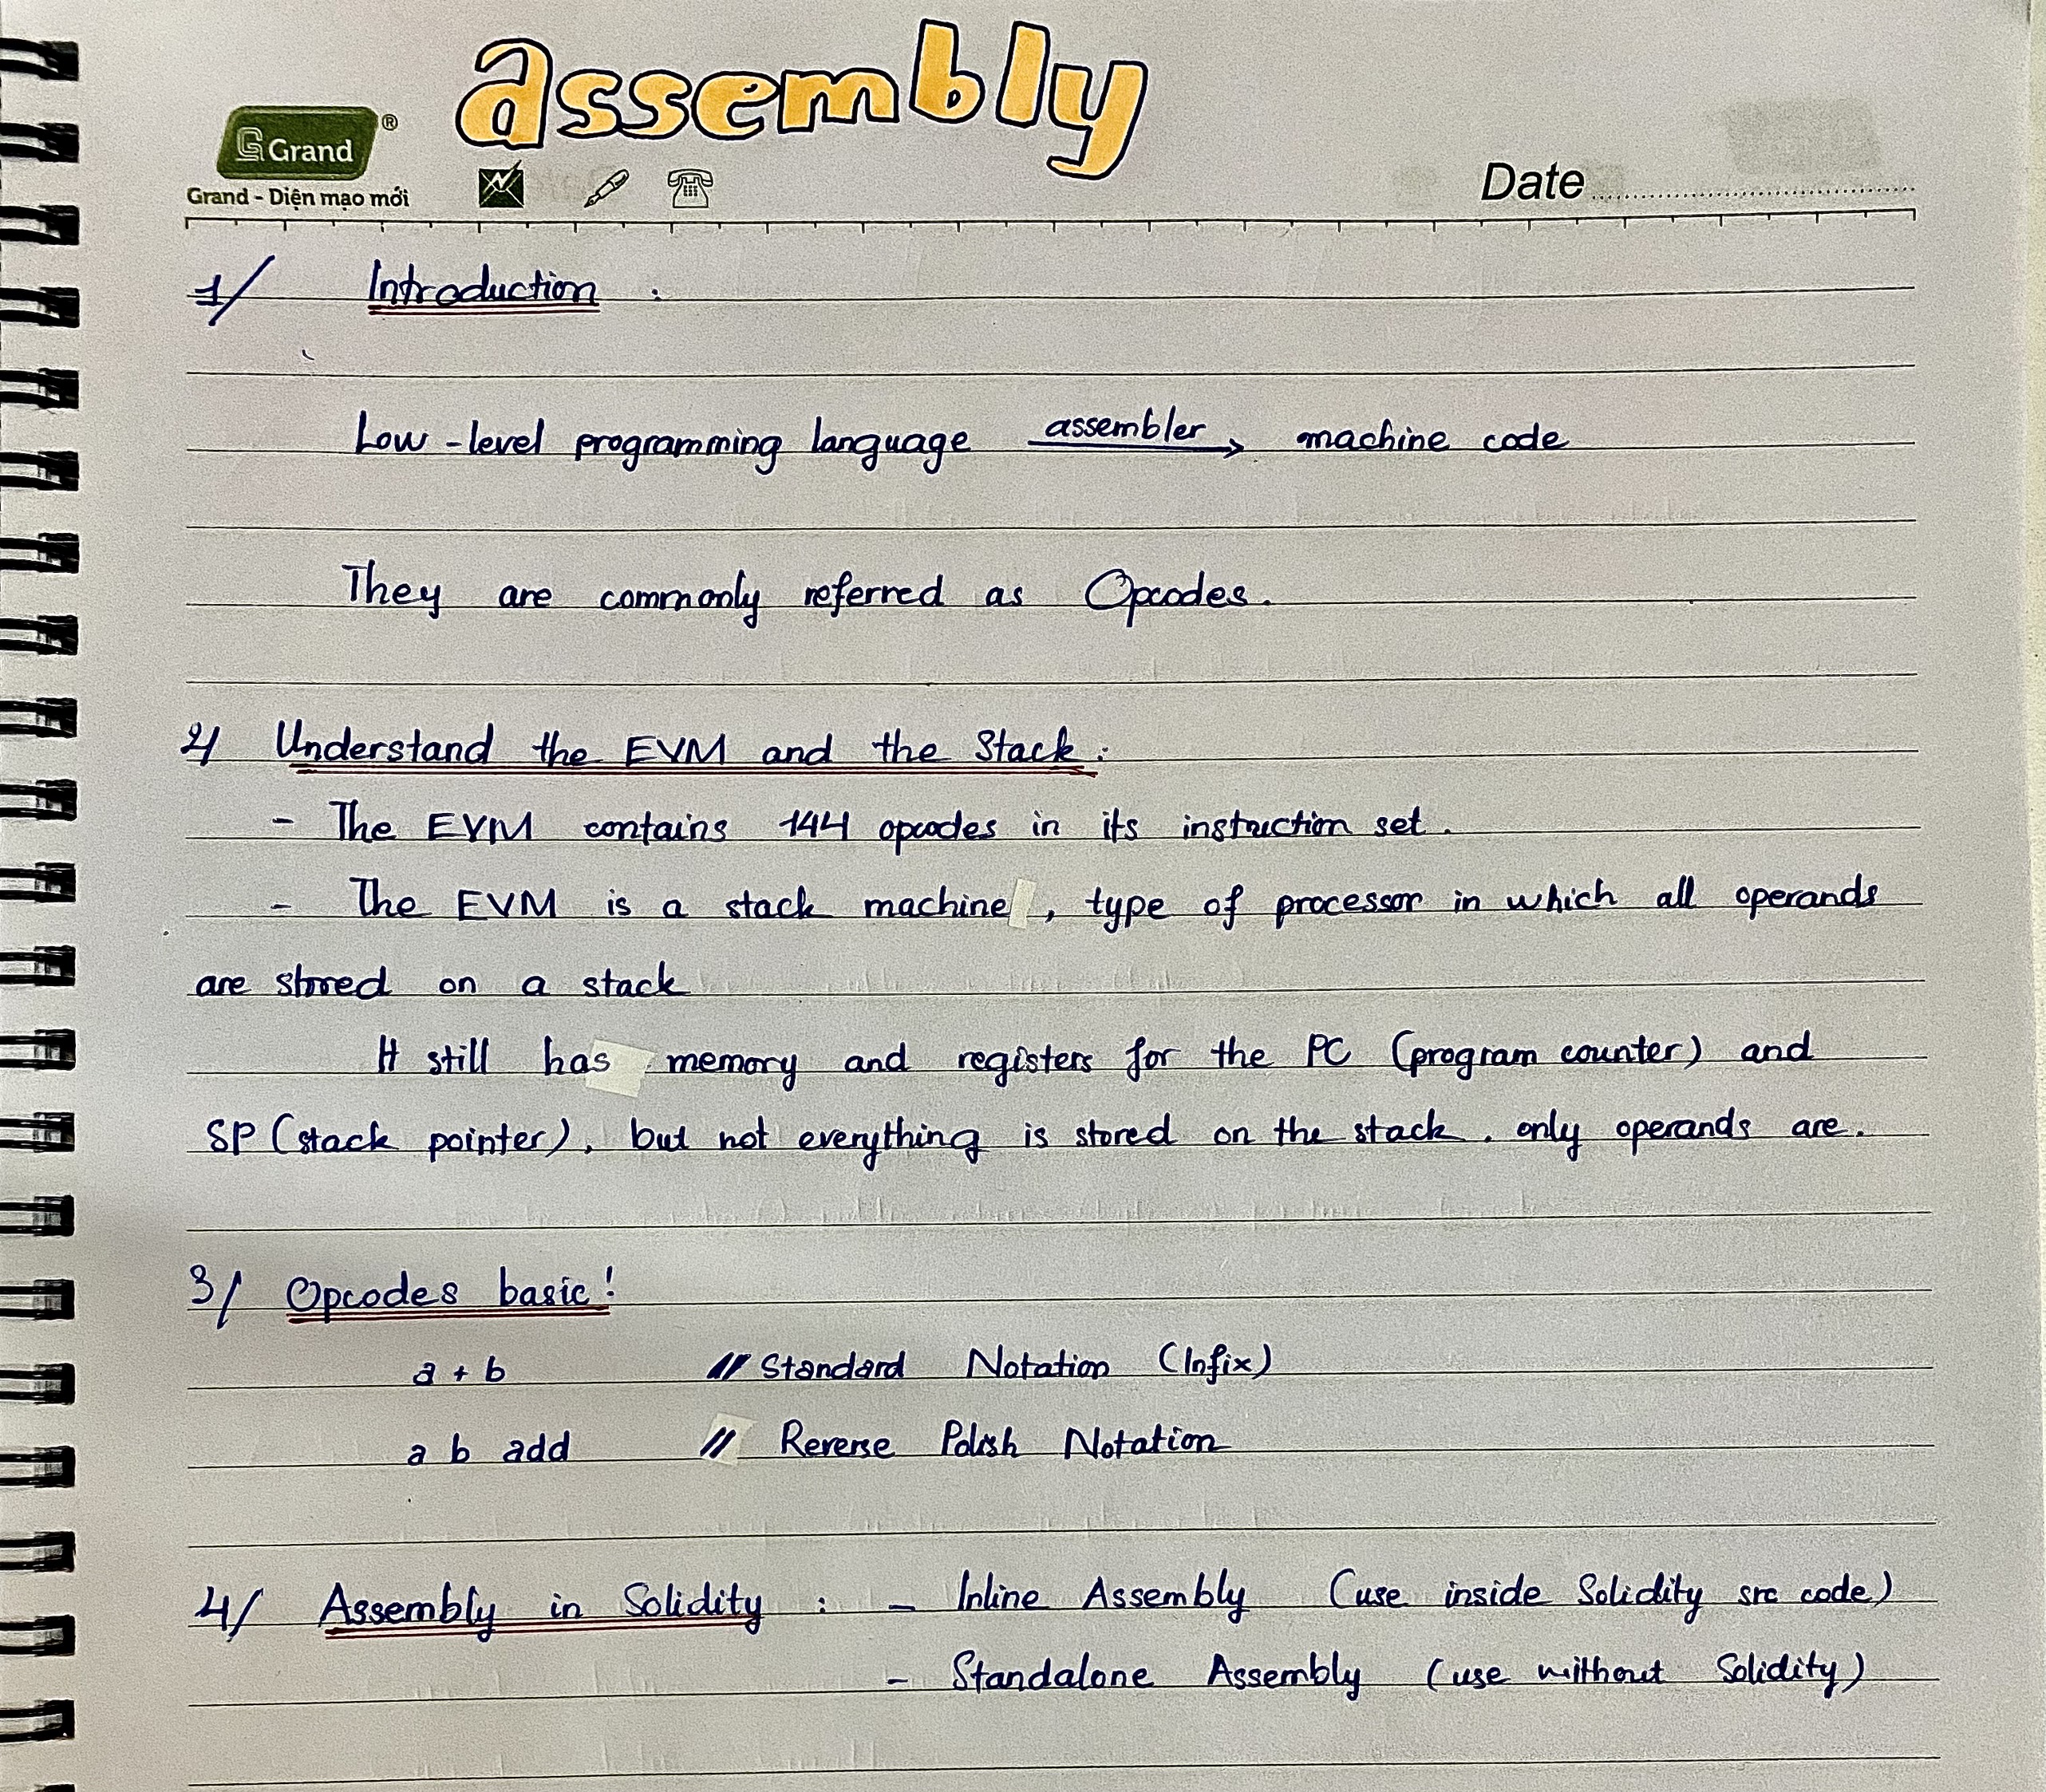 assembly
G Grand ®
Grand - Diện mạo mới
Date
1/ Introduction :
Low-level programming language assembler → machine code
They are commonly referred as Opcodes.
2/ Understand the EVM and the Stack:
- The EVM contains 144 opcodes in its instruction set.
- The EVM is a stack machine, type of processor in which all operands
are stored on a stack
It still has memory and registers for the PC (program counter) and
SP (stack pointer), but not everything is stored on the stack, only operands are.
3/ Opcodes basic!
a + b // Standard Notation (Infix)
a b add // Reverse Polish Notation
4/ Assembly in Solidity : - Inline Assembly (use inside Solidity src code)
- Standalone Assembly (use without Solidity)